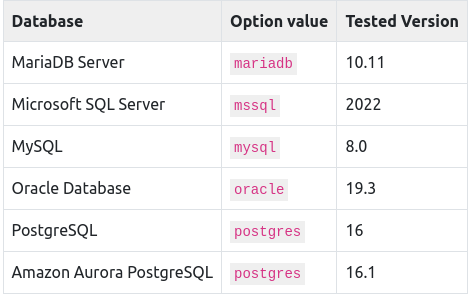 Database Option value Tested Version
MariaDB Server mariadb 10.11
Microsoft SQL Server mssql 2022
MySQL mysql 8.0
Oracle Database oracle 19.3
PostgreSQL postgres 16
Amazon Aurora PostgreSQL postgres 16.1